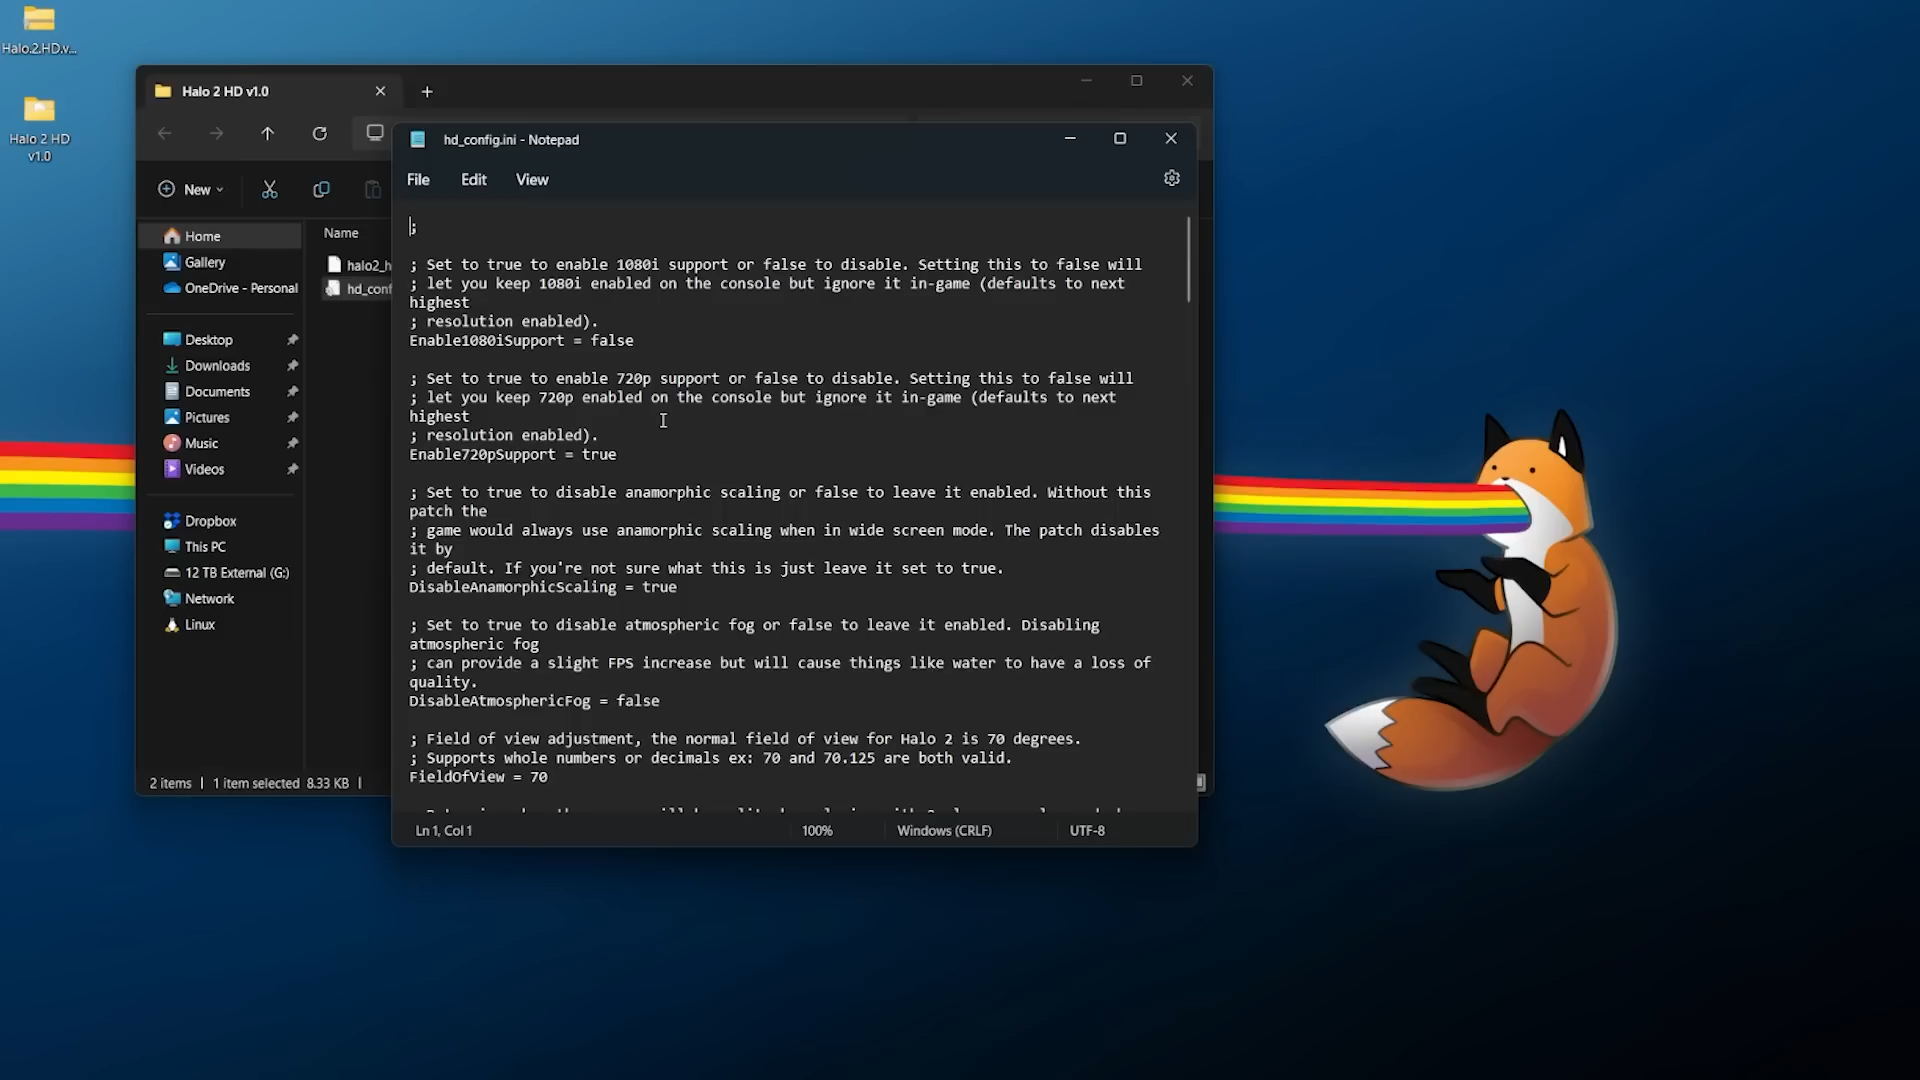 Halo.2.HD.v...
Halo 2 HD
v1.0
Halo 2 HD v1.0
New
Home
Gallery
OneDrive - Personal
Desktop
Downloads
Documents
Pictures
Music
Videos
Dropbox
This PC
12 TB External (G:)
Network
Linux
Name
halo2_h
hd_conf
2 items
1 item selected 8.33 KB
hd_config.ini - Notepad
File Edit View
;
; Set to true to enable 1080i support or false to disable. Setting this to false will
; let you keep 1080i enabled on the console but ignore it in-game (defaults to next
highest
; resolution enabled).
Enable1080iSupport = false
; Set to true to enable 720p support or false to disable. Setting this to false will
; let you keep 720p enabled on the console but ignore it in-game (defaults to next
highest
; resolution enabled).
Enable720pSupport = true
; Set to true to disable anamorphic scaling or false to leave it enabled. Without this
patch the
; game would always use anamorphic scaling when in wide screen mode. The patch disables
it by
; default. If you're not sure what this is just leave it set to true.
DisableAnamorphicScaling = true
; Set to true to disable atmospheric fog or false to leave it enabled. Disabling
atmospheric fog
; can provide a slight FPS increase but will cause things like water to have a loss of
quality.
DisableAtmosphericFog = false
; Field of view adjustment, the normal field of view for Halo 2 is 70 degrees.
; Supports whole numbers or decimals ex: 70 and 70.125 are both valid.
FieldOfView = 70
Ln 1, Col 1
100%
Windows (CRLF)
UTF-8